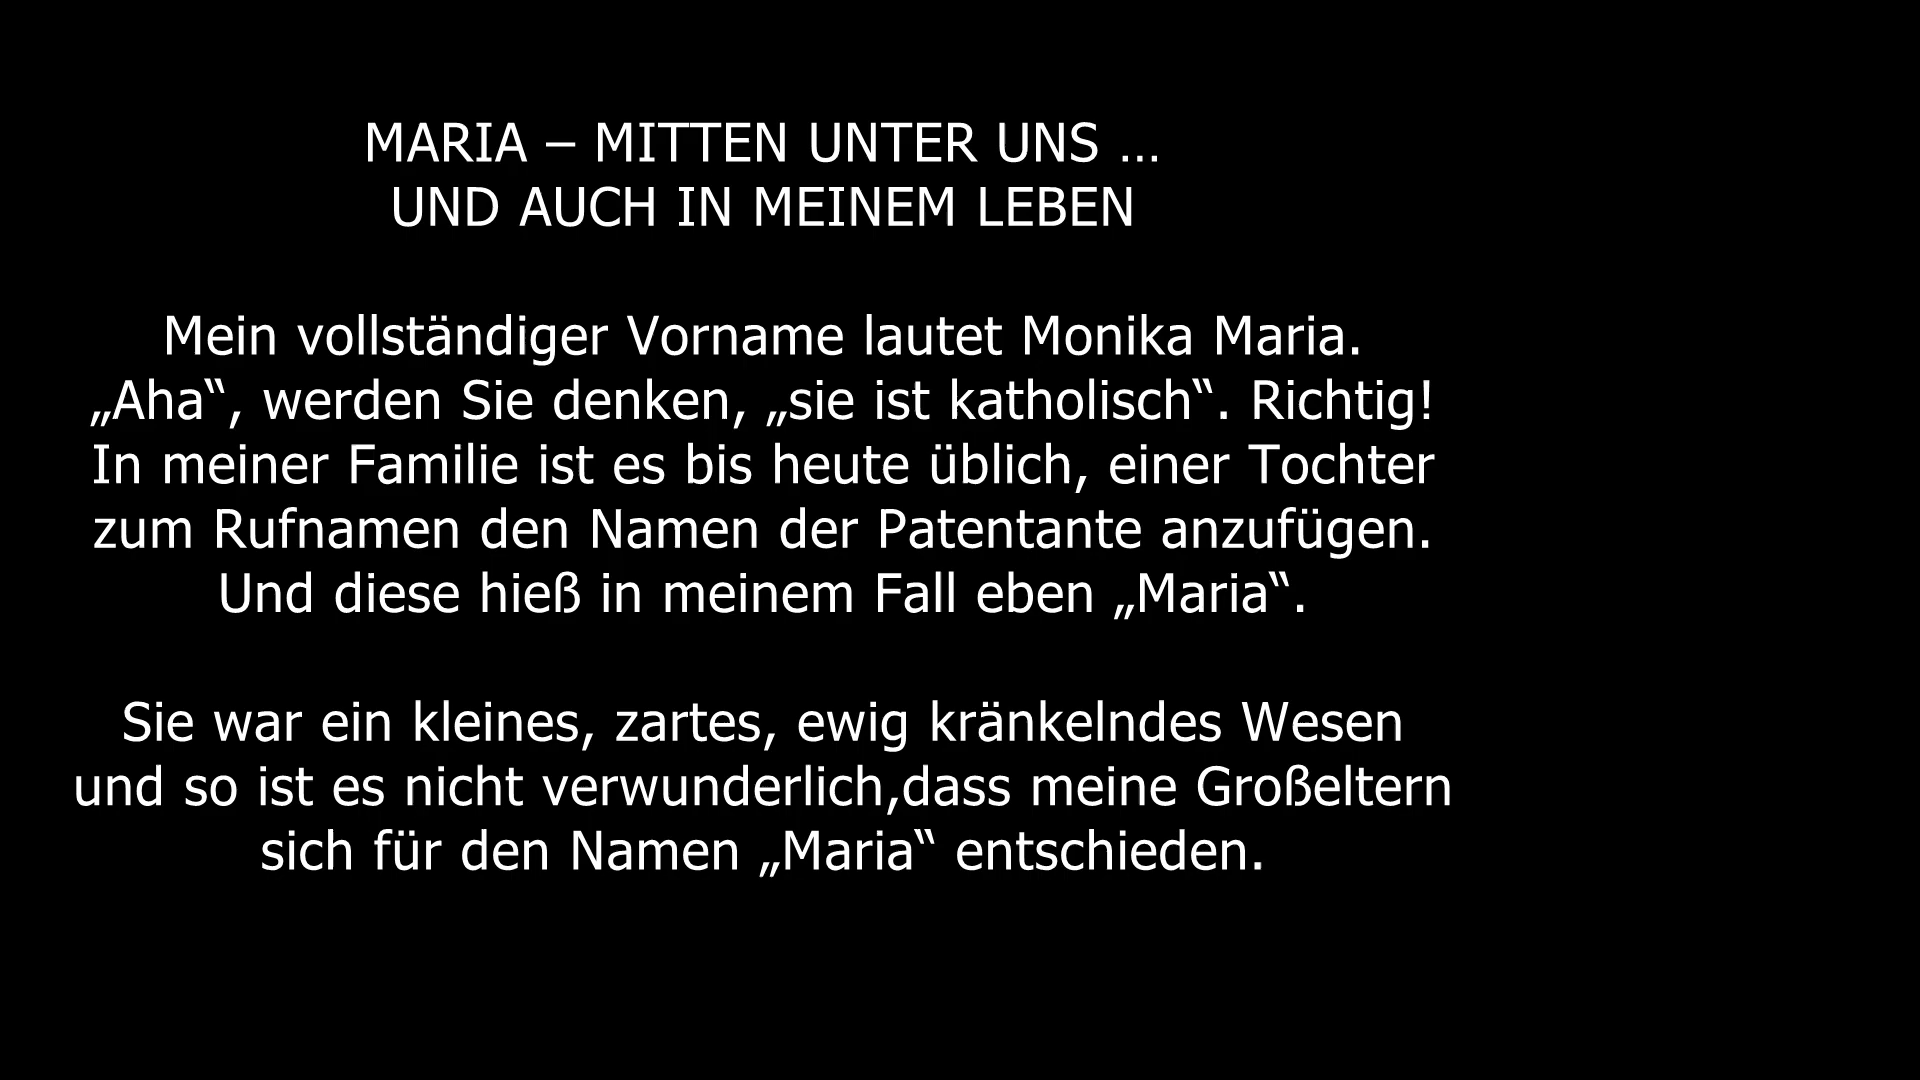 MARIA – MITTEN UNTER UNS …
UND AUCH IN MEINEM LEBEN
Mein vollständiger Vorname lautet Monika Maria.
„Aha“, werden Sie denken, „sie ist katholisch“. Richtig!
In meiner Familie ist es bis heute üblich, einer Tochter
zum Rufnamen den Namen der Patentante anzufügen.
Und diese hieß in meinem Fall eben „Maria“.
Sie war ein kleines, zartes, ewig kränkelndes Wesen
und so ist es nicht verwunderlich,dass meine Großeltern
sich für den Namen „Maria“ entschieden.